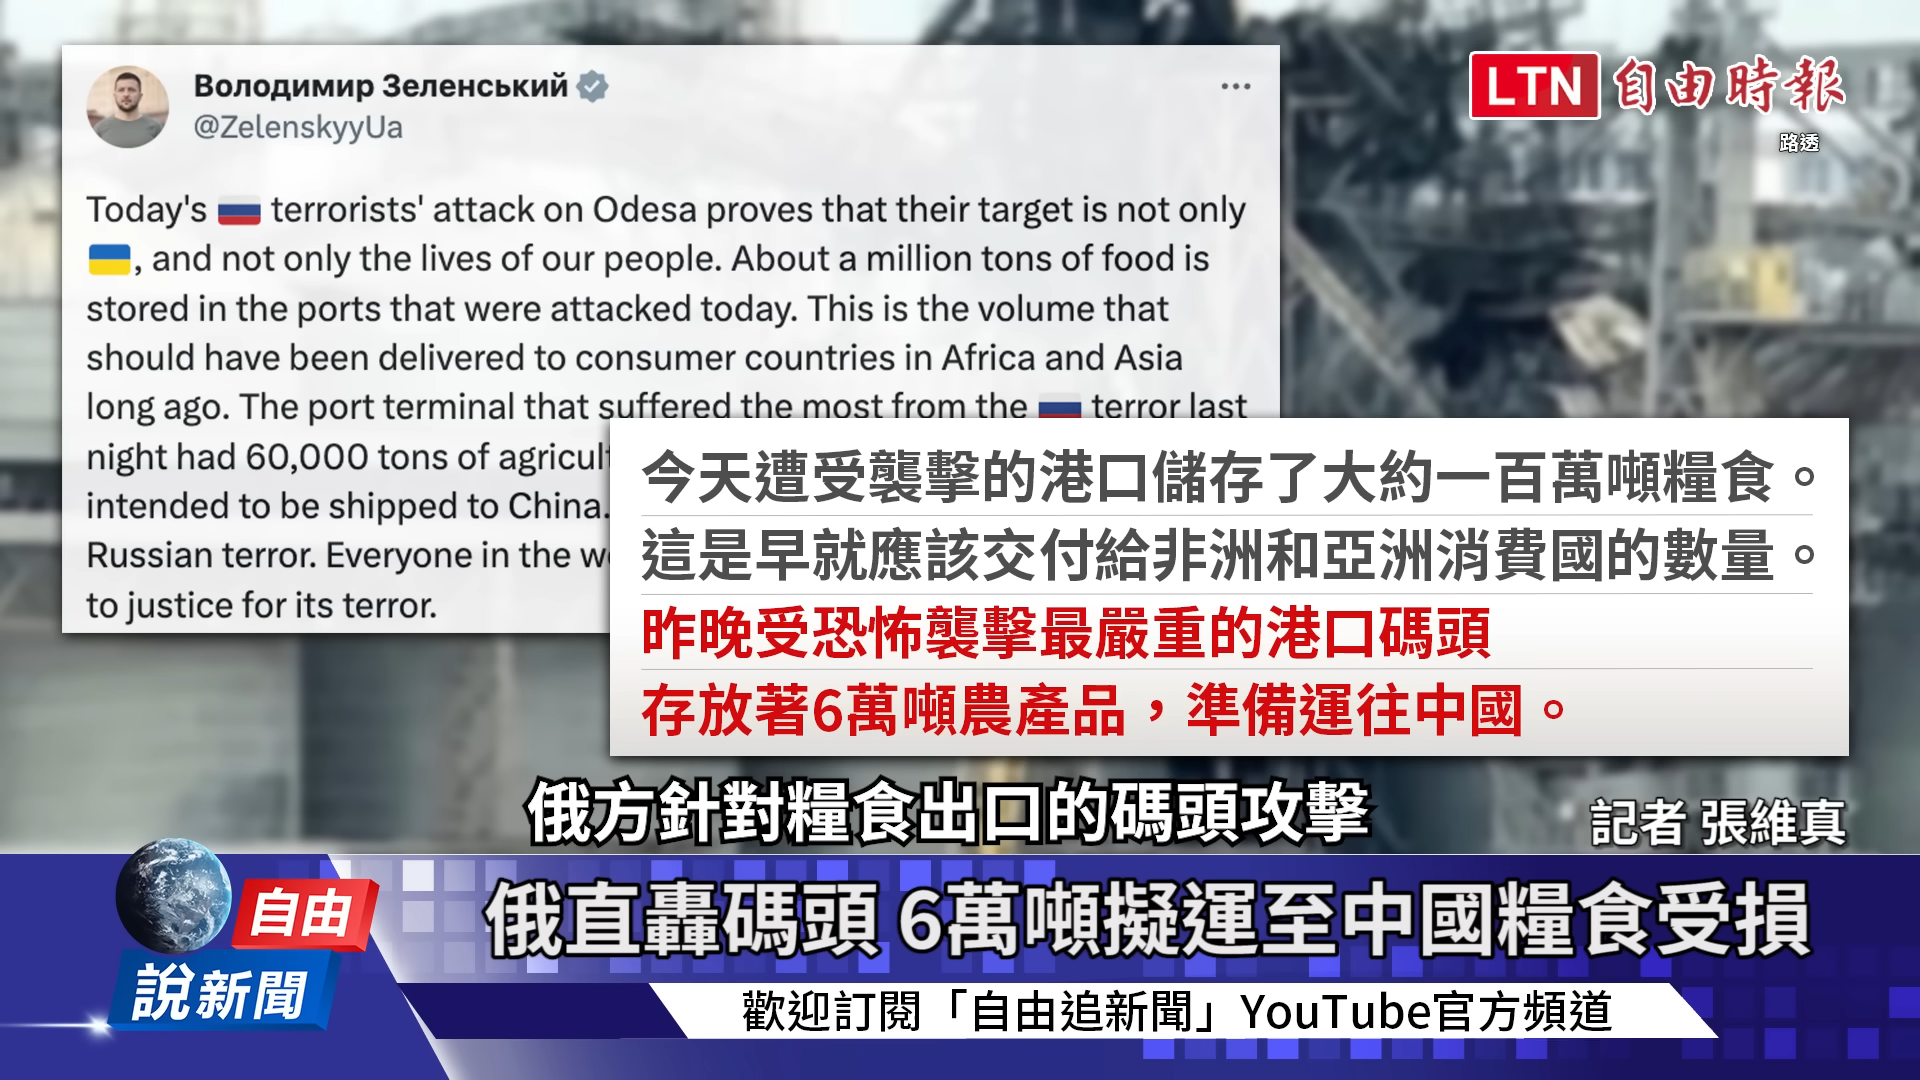 Володимир Зеленський
@ZelenskyyUa
Today's 🇷🇺 terrorists' attack on Odesa proves that their target is not only
🇺🇦, and not only the lives of our people. About a million tons of food is
stored in the ports that were attacked today. This is the volume that
should have been delivered to consumer countries in Africa and Asia
long ago. The port terminal that suffered the most from the 🇷🇺 terror last
night had 60,000 tons of
intended to be shipped to China.
Russian terror. Everyone in the
to justice for its terror.
LTN 自由時報
路透
今天遭受襲擊的港口儲存了大約一百萬噸糧食。
這是早就應該交付給非洲和亞洲消費國的數量。
昨晚受恐怖襲擊最嚴重的港口碼頭
存放著6萬噸農產品，準備運往中國。
俄方針對糧食出口的碼頭攻擊
記者 張維真
自由
說新聞
俄直轟碼頭 6萬噸擬運至中國糧食受損
歡迎訂閱「自由追新聞」YouTube官方頻道